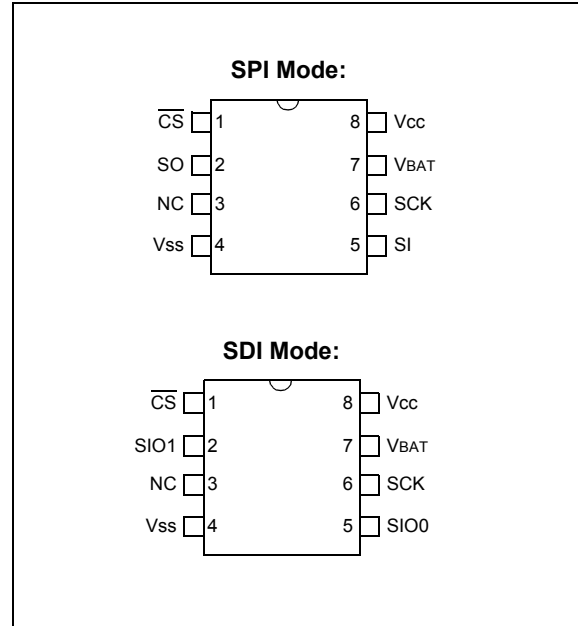 SPI Mode:
CS 1 8 Vcc
SO 2 7 VBAT
NC 3 6 SCK
Vss 4 5 SI
SDI Mode:
CS 1 8 Vcc
SIO1 2 7 VBAT
NC 3 6 SCK
Vss 4 5 SIO0